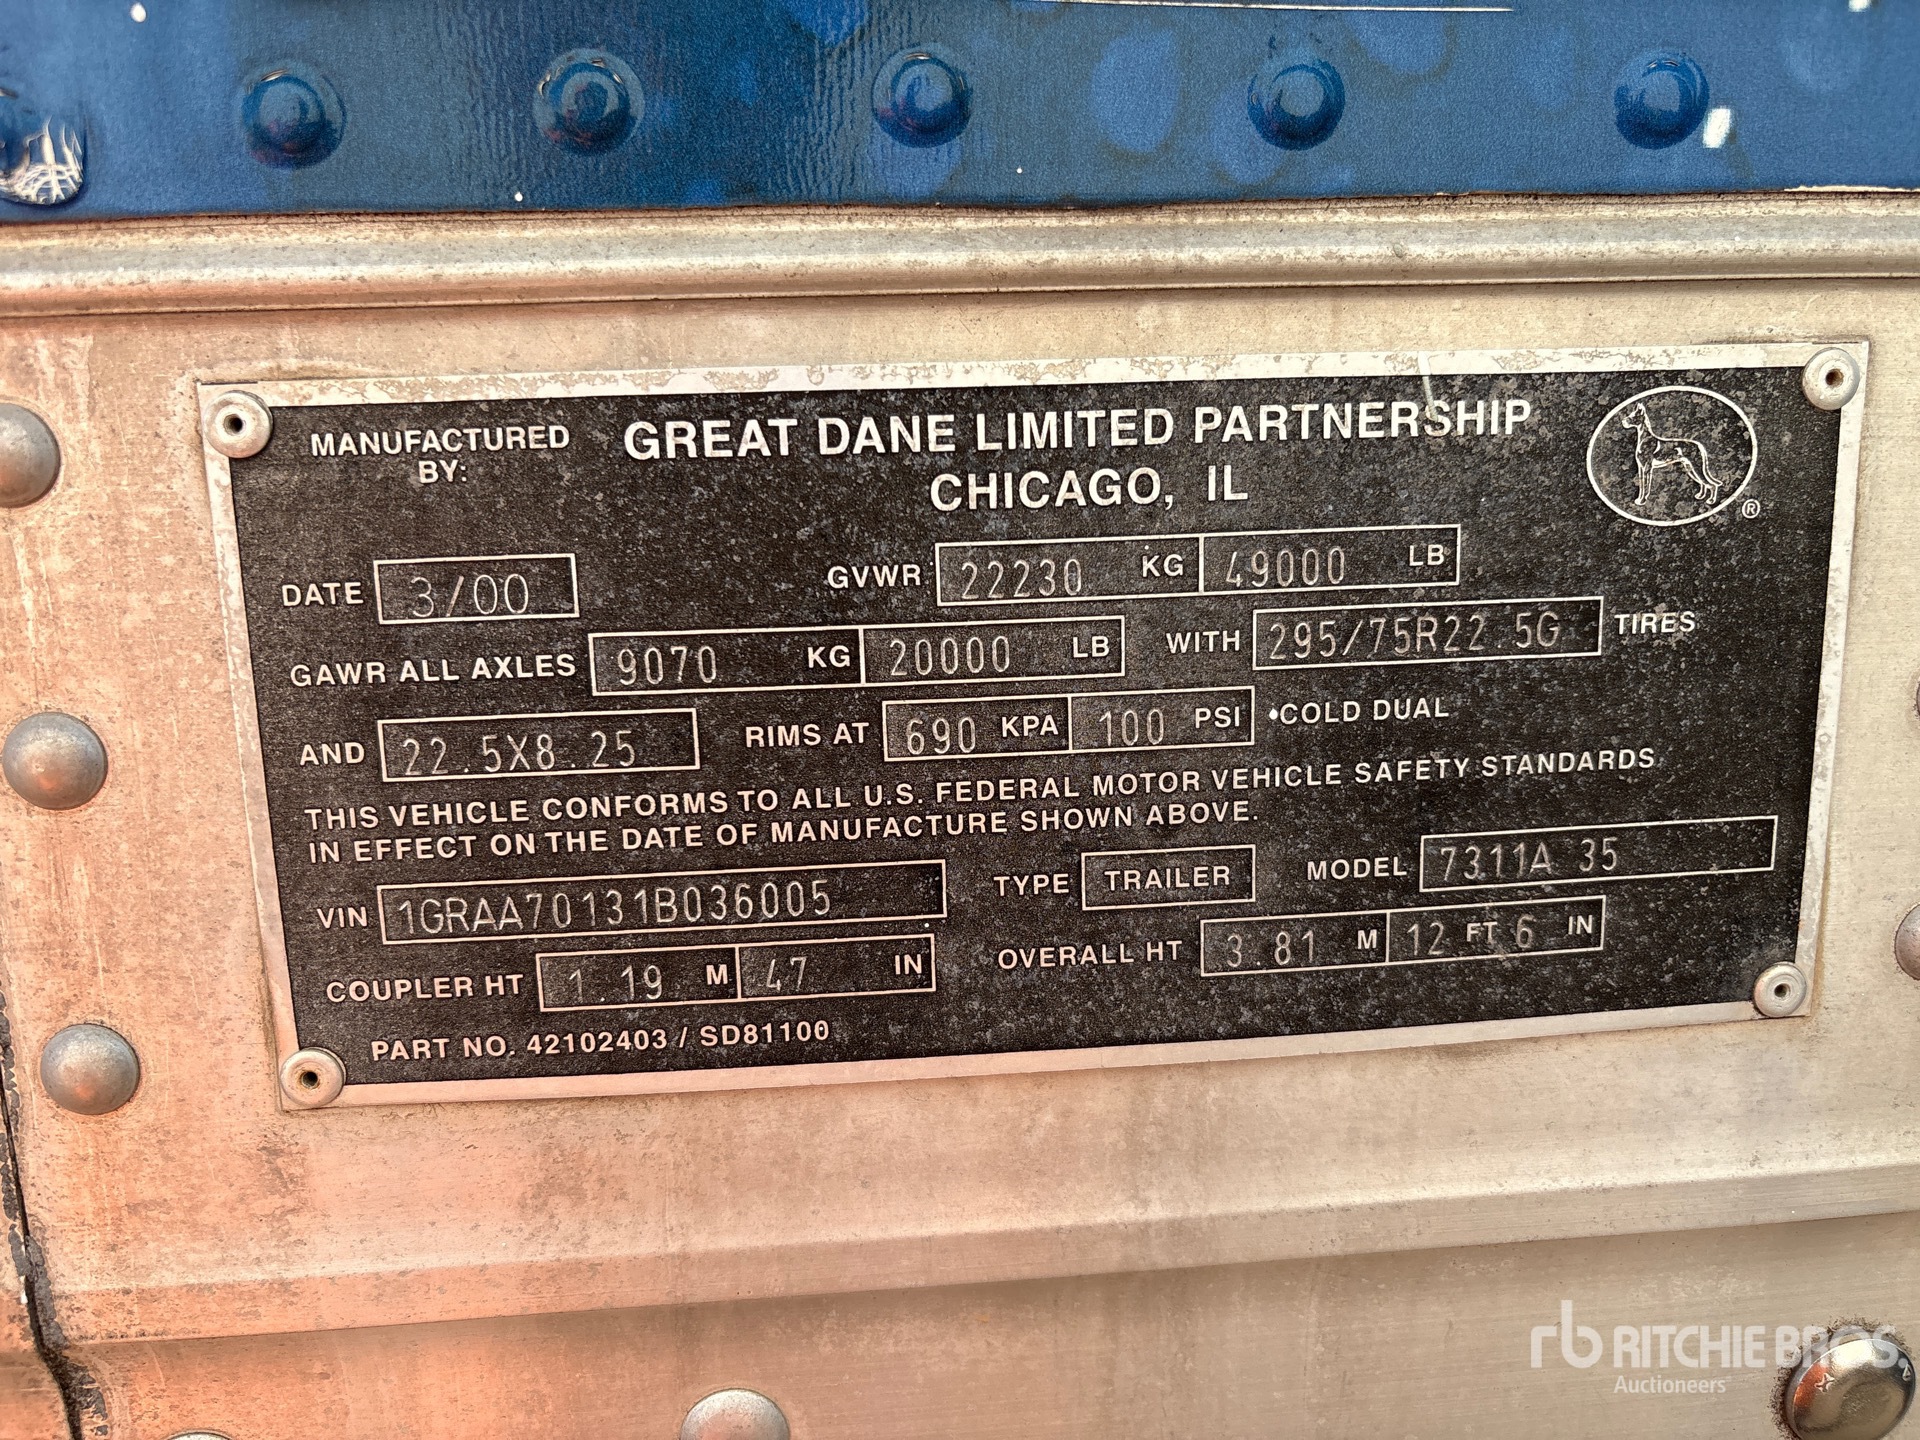 MANUFACTURED BY: GREAT DANE LIMITED PARTNERSHIP
CHICAGO, IL
®
DATE 3/00 GVWR 22230 KG 49000 LB
GAWR ALL AXLES 9070 KG 20000 LB WITH 295/75R22.5G TIRES
AND 22.5X8.25 RIMS AT 690 KPA 100 PSI COLD DUAL
THIS VEHICLE CONFORMS TO ALL U.S. FEDERAL MOTOR VEHICLE SAFETY STANDARDS
IN EFFECT ON THE DATE OF MANUFACTURE SHOWN ABOVE.
VIN 1GRAA70131B036005 TYPE TRAILER MODEL 7311A 35
COUPLER HT 1.19 M 47 IN OVERALL HT 3.81 M 12 FT 6 IN
PART NO. 42102403 / SD81100
rb RITCHIE BROS.
Auctioneers